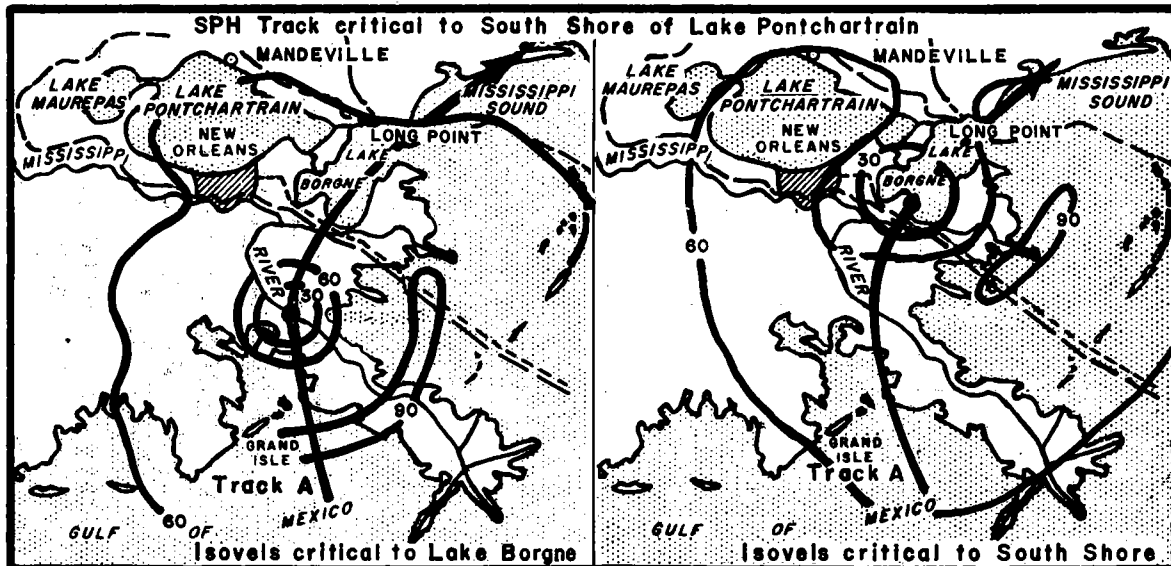 SPH Track critical to South Shore of Lake Pontchartrain
MANDEVILLE
LAKE
MAUREPAS
LAKE
PONTCHARTRAIN
MISSISSIPPI
SOUND
NEW
ORLEANS
LONG POINT
MISSISSIPPI
LAKE
BORGNE
RIVER
60
30
90
GRAND
ISLE
Track A
60
MEXICO
GULF OF
Isovels critical to Lake Borgne
MANDEVILLE
LAKE
MAUREPAS
LAKE
PONTCHARTRAIN
MISSISSIPPI
SOUND
NEW
ORLEANS
LONG POINT
MISSISSIPPI
30
LAKE
BORGNE
90
60
RIVER
GRAND
ISLE
Track A
MEXICO
GULF OF
Isovels critical to South Shore